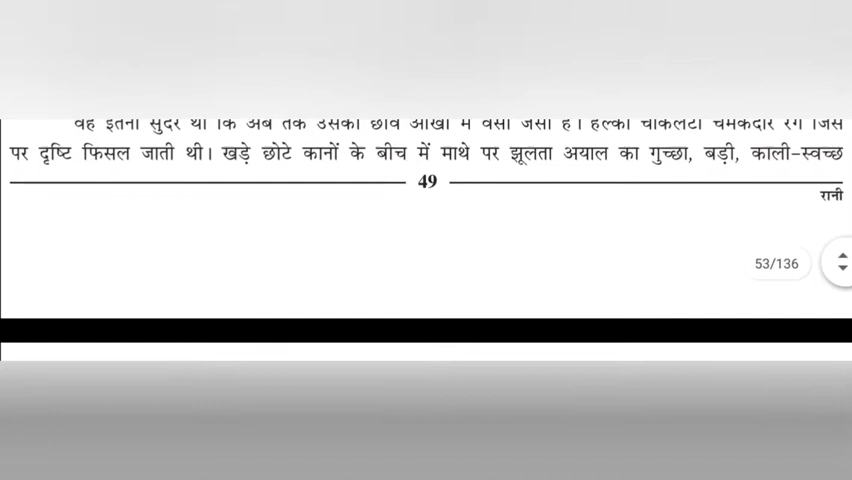 वह इतनी सुंदर थी कि अब तक उसकी छवि आंखों में बसी जैसी है। हल्का चाकलेटी चमकदार रंग जिस
पर दृष्टि फिसल जाती थी। खड़े छोटे कानों के बीच में माथे पर झूलता अयाल का गुच्छा, बड़ी, काली-स्वच्छ
49
रानी
53/136